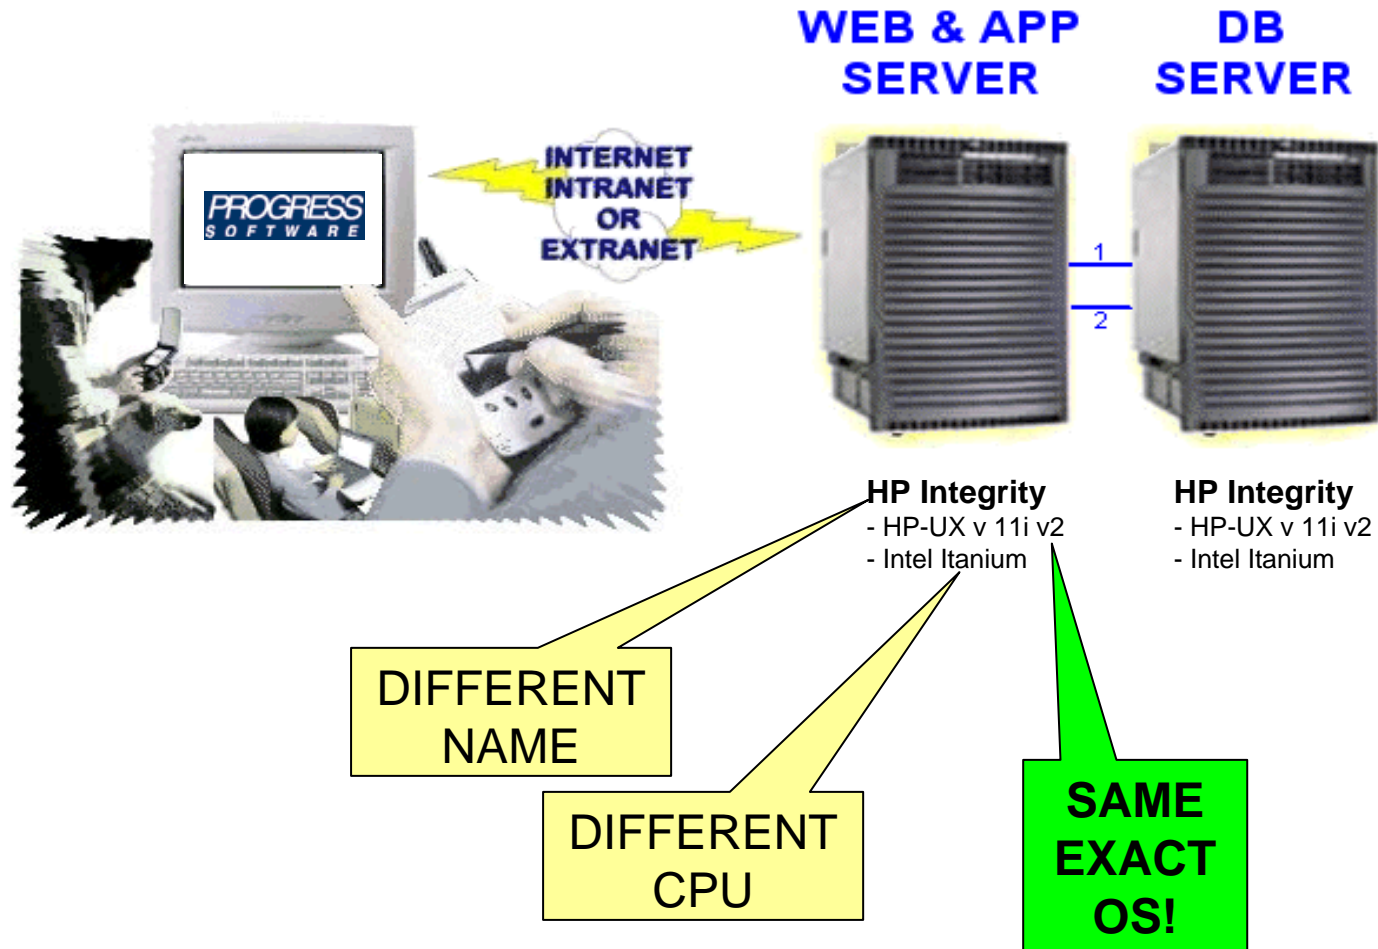 WEB & APP
SERVER
DB
SERVER
INTERNET
INTRANET
OR
EXTRANET
PROGRESS
SOFTWARE
1
2
HP Integrity
- HP-UX v 11i v2
- Intel Itanium
HP Integrity
- HP-UX v 11i v2
- Intel Itanium
DIFFERENT
NAME
DIFFERENT
CPU
SAME
EXACT
OS!